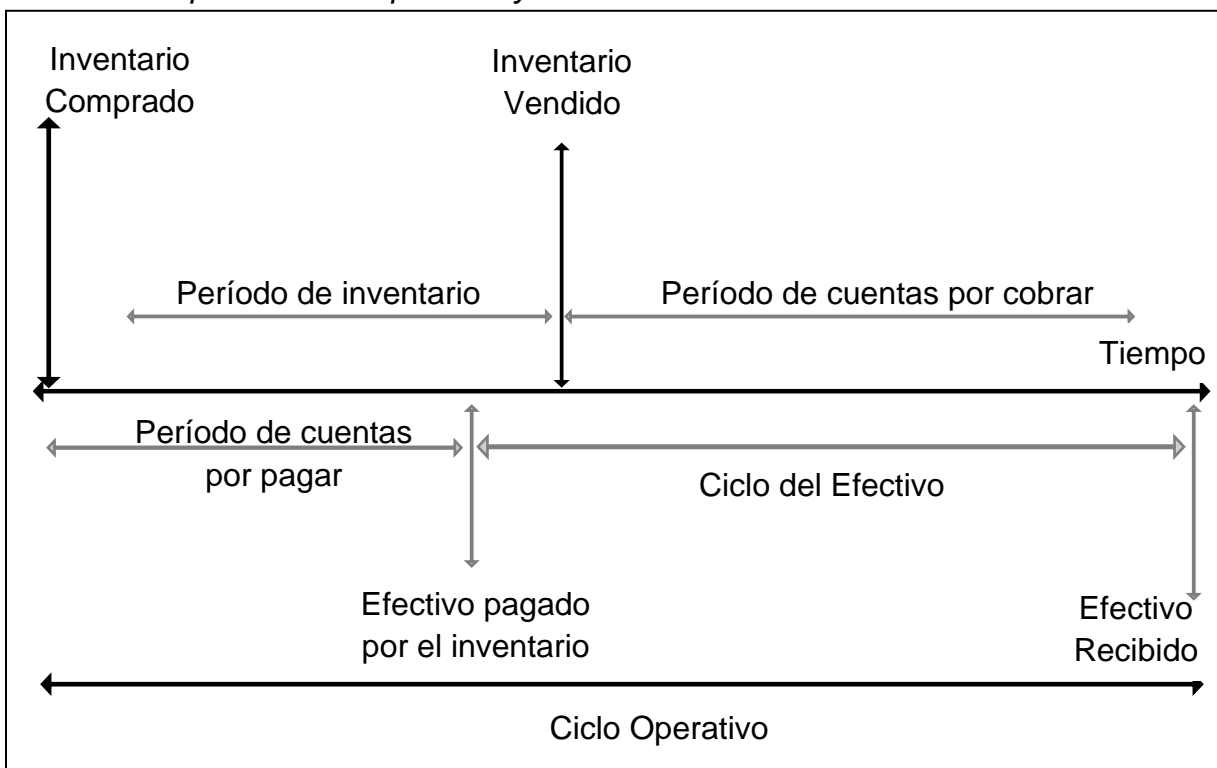 Inventario
Comprado
Inventario
Vendido
Período de inventario
Período de cuentas por cobrar
Tiempo
Período de cuentas
por pagar
Ciclo del Efectivo
Efectivo pagado
por el inventario
Efectivo
Recibido
Ciclo Operativo